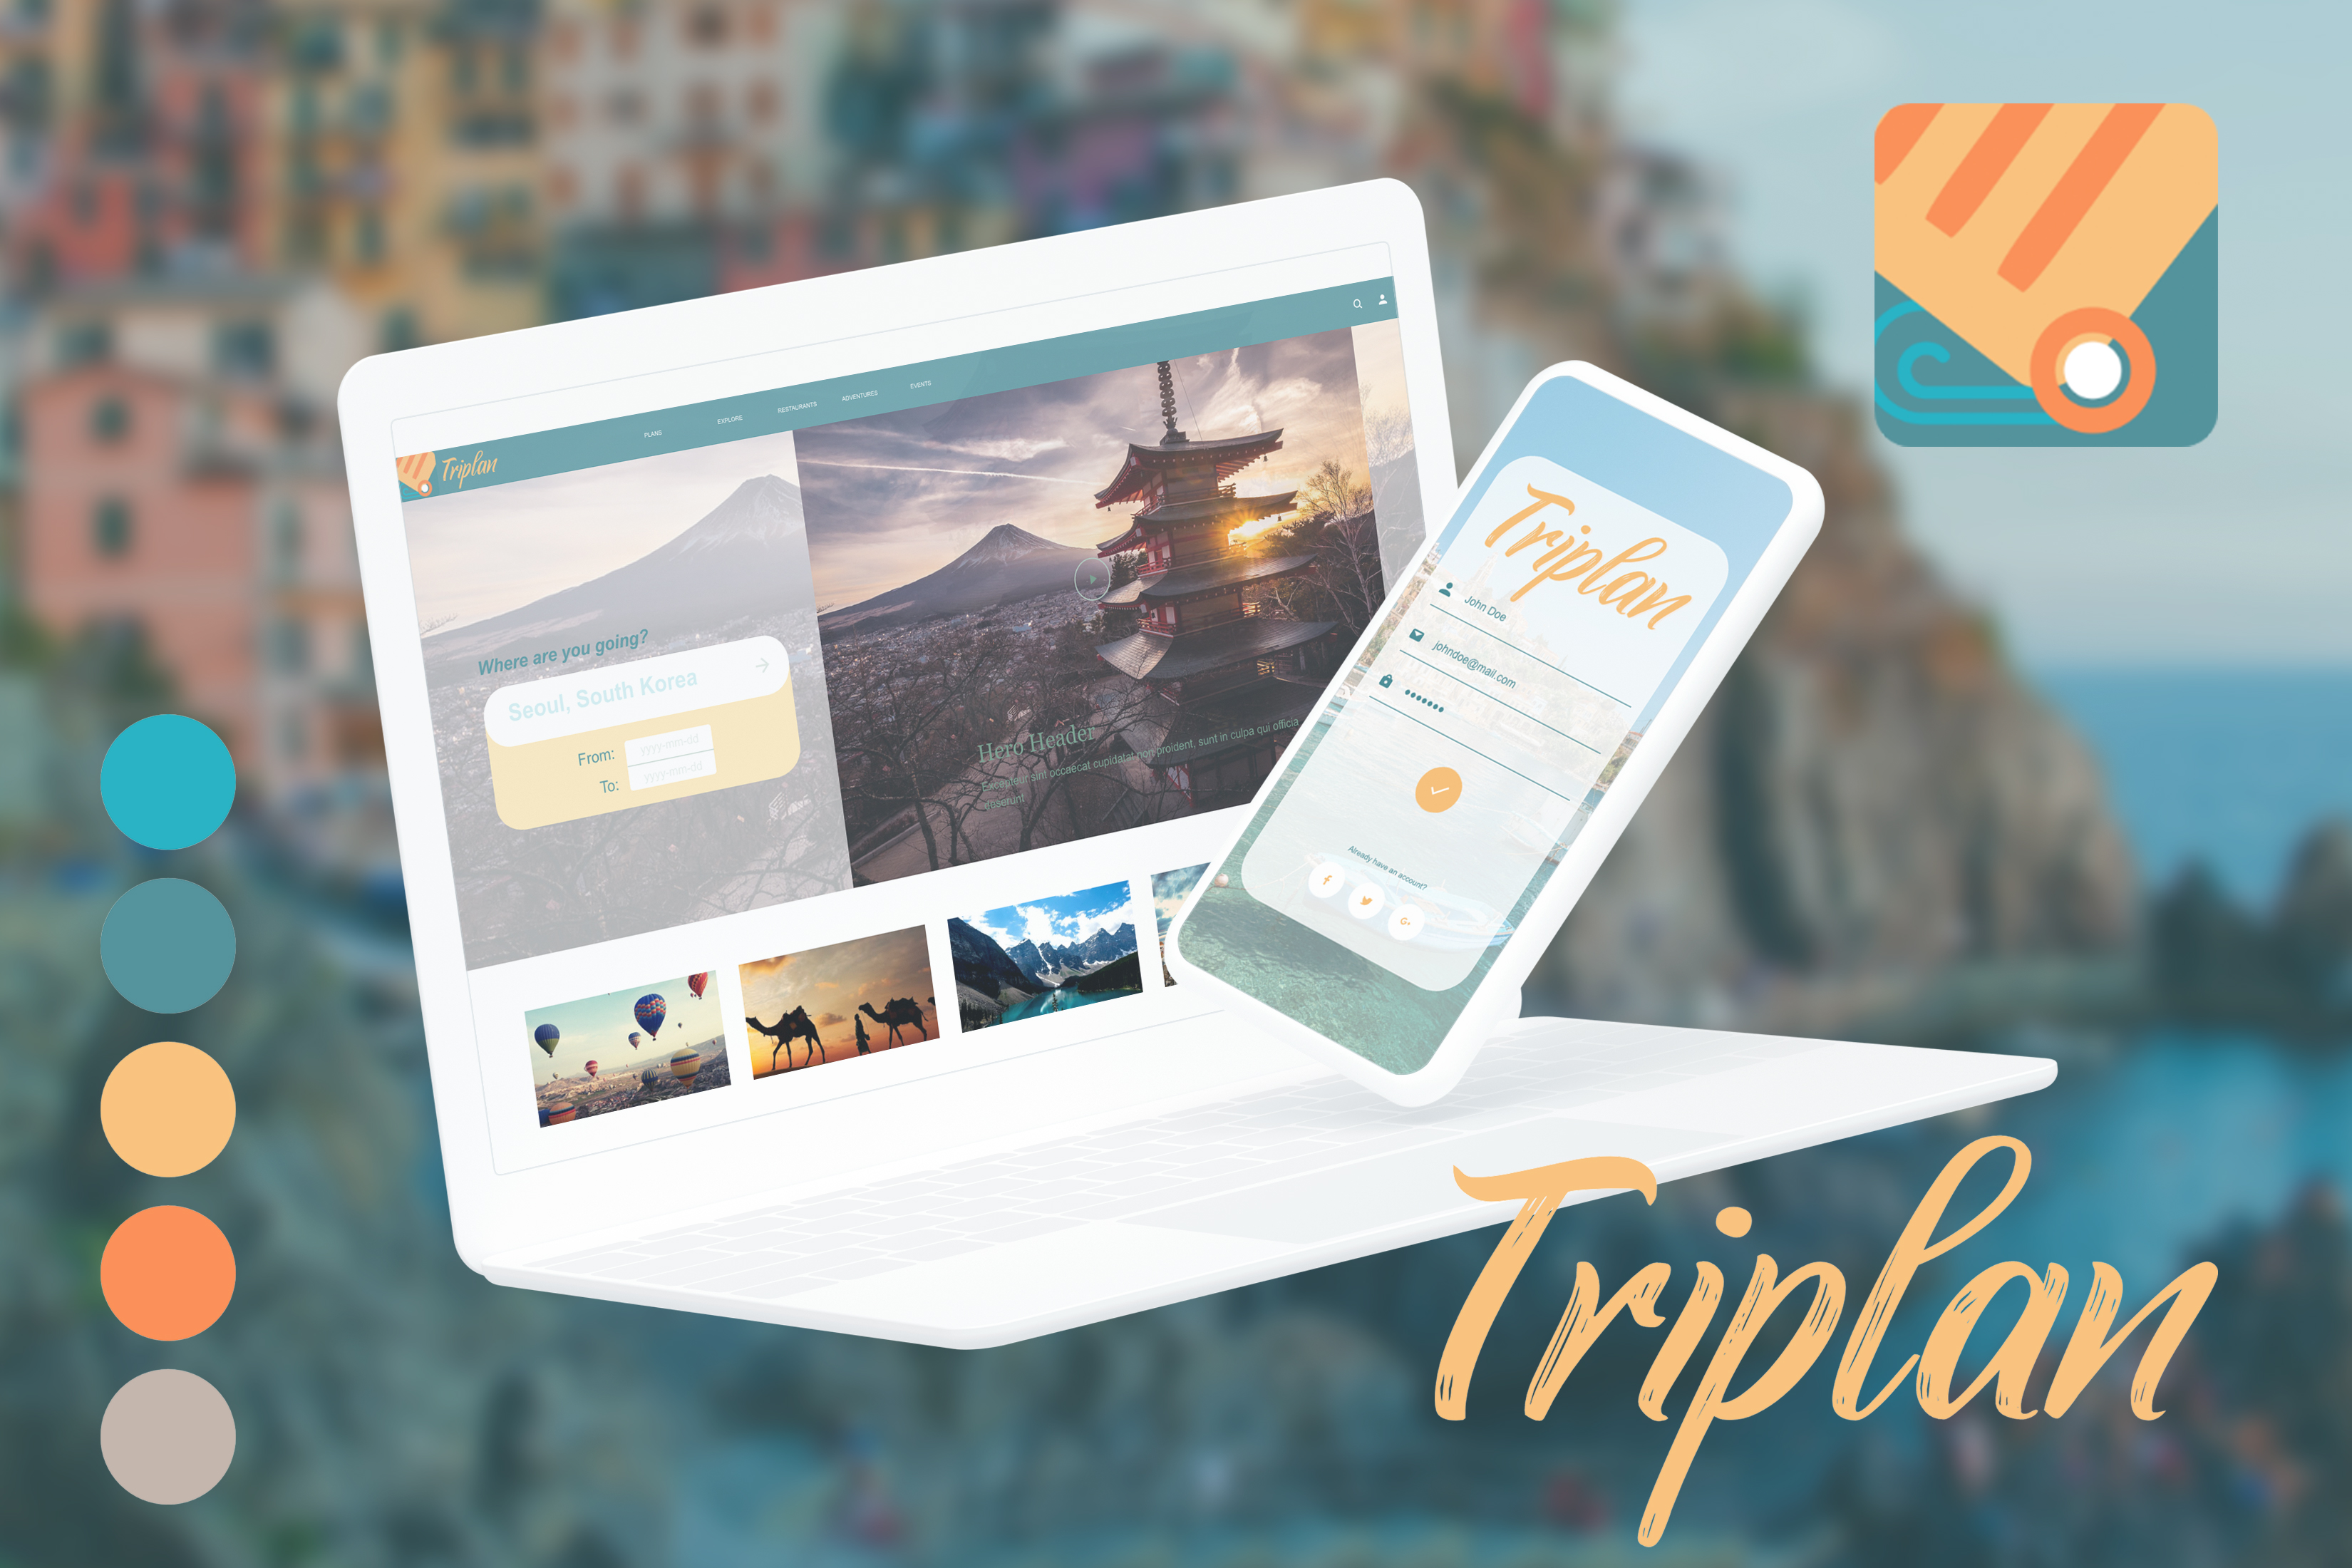 PLANS
EXPLORE
RESTAURANTS
ADVENTURES
EVENTS
Triplan
Where are you going?
Seoul, South Korea
From: yyyy-mm-dd
To: yyyy-mm-dd
Hero Header
Excepteur sint occaecat cupidatat non proident, sunt in culpa qui officia
deserunt
Triplan
John Doe
johndoe@mail.com
Already have an account?
f
G+
Triplan